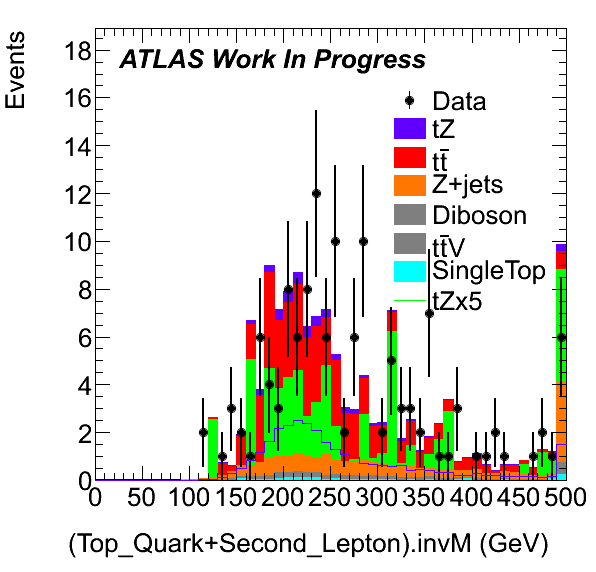 Events
18
16
14
12
10
8
6
4
2
0
ATLAS Work In Progress
Data
tZ
tt̄
Z+jets
Diboson
tt̄V
SingleTop
tZx5
0 50 100 150 200 250 300 350 400 450 500
(Top_Quark+Second_Lepton).invM (GeV)